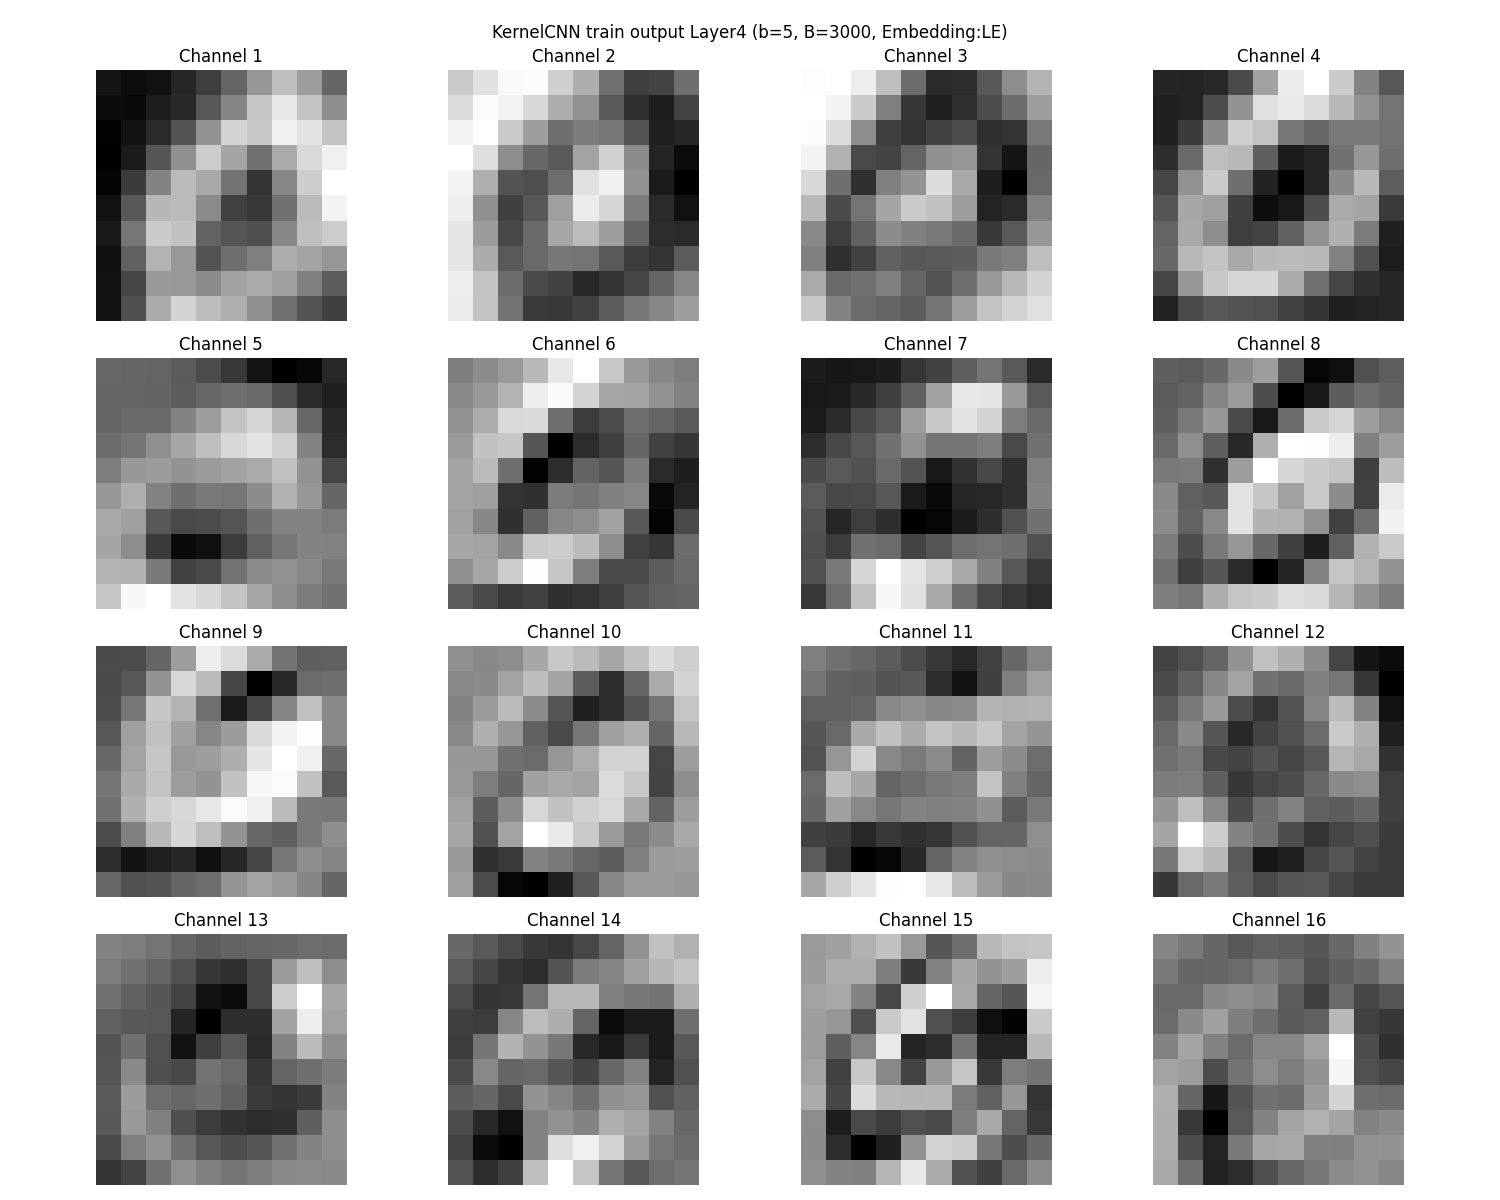 KernelCNN train output Layer4 (b=5, B=3000, Embedding:LE)
Channel 1
Channel 2
Channel 3
Channel 4
Channel 5
Channel 6
Channel 7
Channel 8
Channel 9
Channel 10
Channel 11
Channel 12
Channel 13
Channel 14
Channel 15
Channel 16